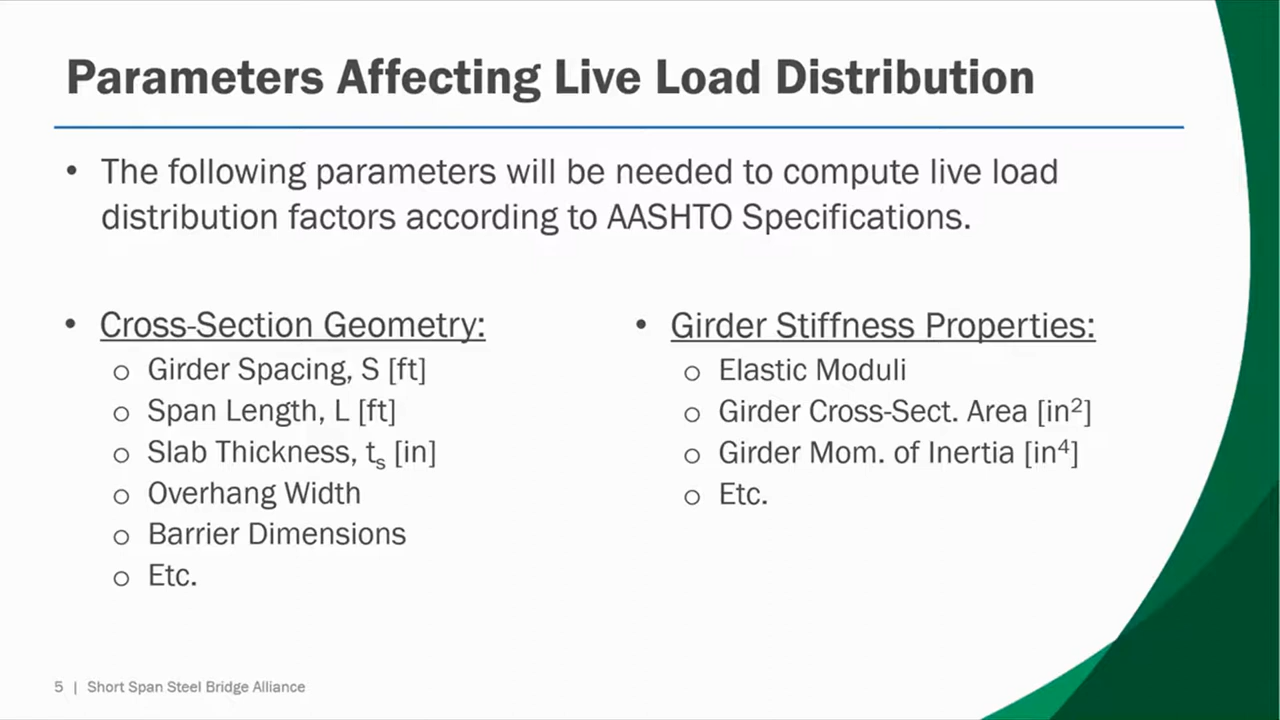 Parameters Affecting Live Load Distribution
• The following parameters will be needed to compute live load
distribution factors according to AASHTO Specifications.
• Cross-Section Geometry:
o Girder Spacing, S [ft]
o Span Length, L [ft]
o Slab Thickness, tₛ [in]
o Overhang Width
o Barrier Dimensions
o Etc.
• Girder Stiffness Properties:
o Elastic Moduli
o Girder Cross-Sect. Area [in²]
o Girder Mom. of Inertia [in⁴]
o Etc.
5 | Short Span Steel Bridge Alliance